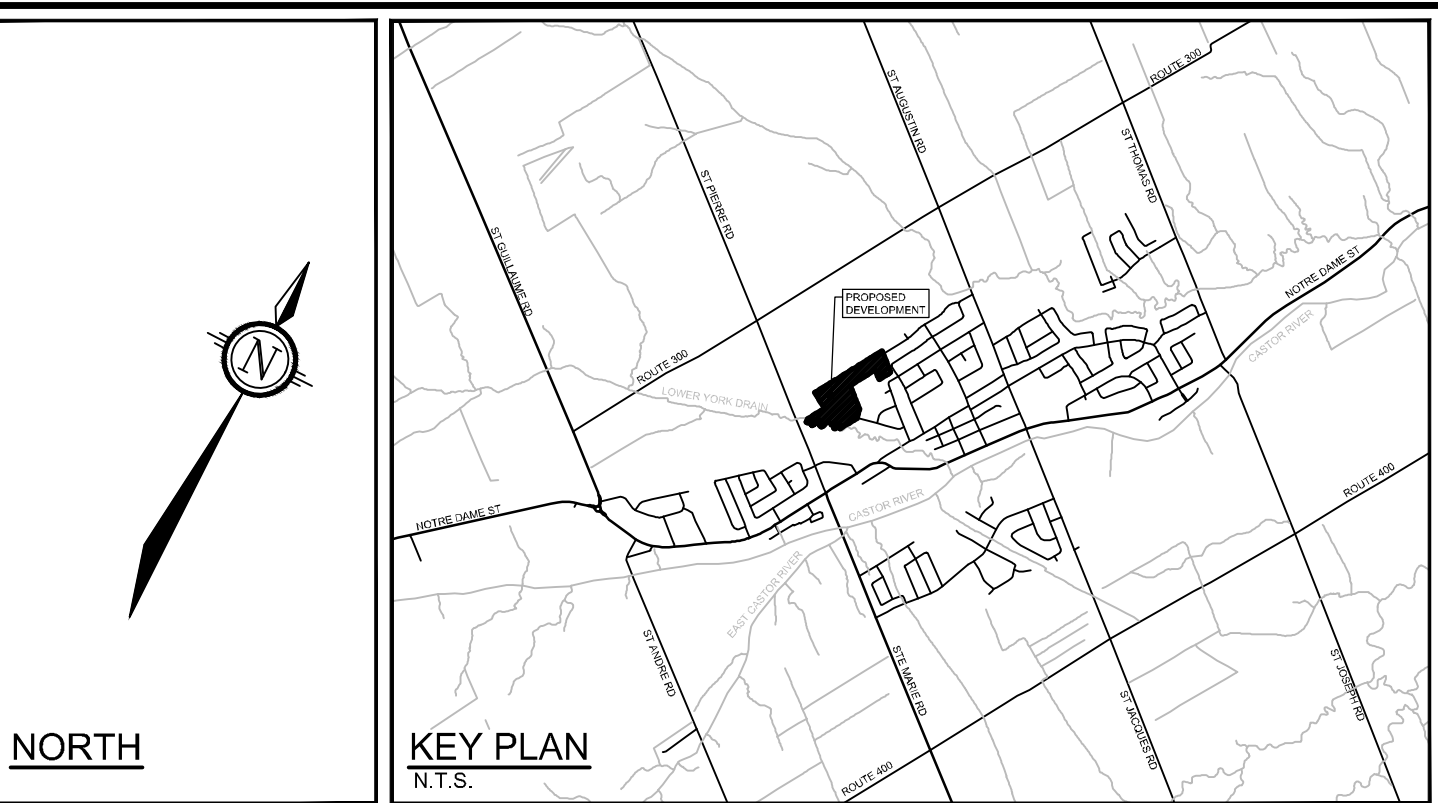 N
NORTH
KEY PLAN
N.T.S.
ROUTE 300
ST AUGUSTIN RD
ST THOMAS RD
ST PIERRE RD
ST GUILLAUME RD
NOTRE DAME ST
PROPOSED
DEVELOPMENT
CASTOR RIVER
ROUTE 300
LOWER YORK DRAIN
ROUTE 400
CASTOR RIVER
NOTRE DAME ST
EAST CASTOR RIVER
ST ANDRE RD
STE MARIE RD
ST JACQUES RD
ST JOSEPH RD
ROUTE 400